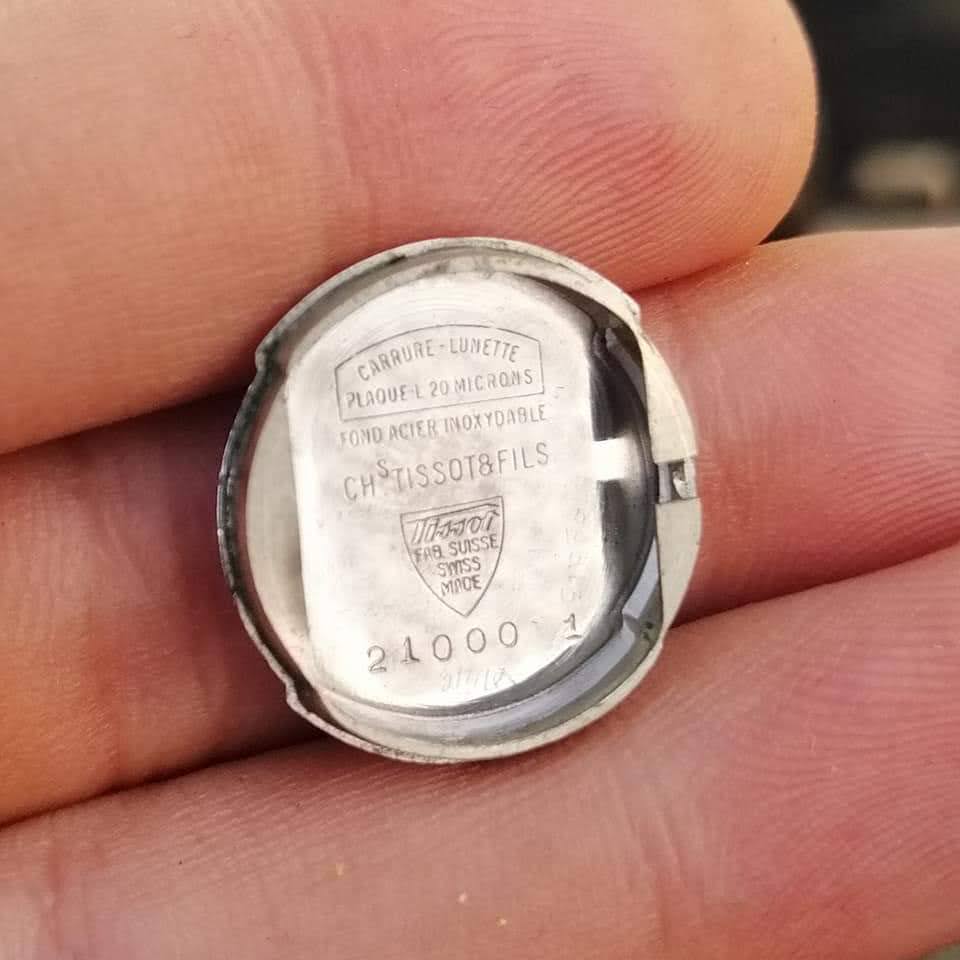 CARRURE-LUNETTE
PLAQUE·L 20 MICRONS
FOND ACIER INOXYDABLE
CHS TISSOT&FILS
Tissot
FAB. SUISSE
SWISS
MADE
21000 1